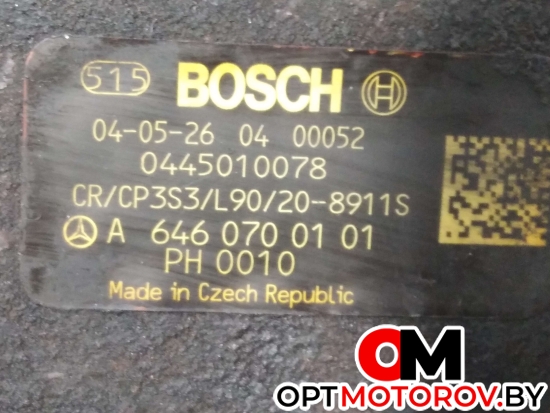 515 BOSCH
04-05-26 04 00052
0445010078
CR/CP3S3/L90/20-8911S
A 646 070 01 01
PH 0010
Made in Czech Republic
OM
OPTMOTOROV.BY